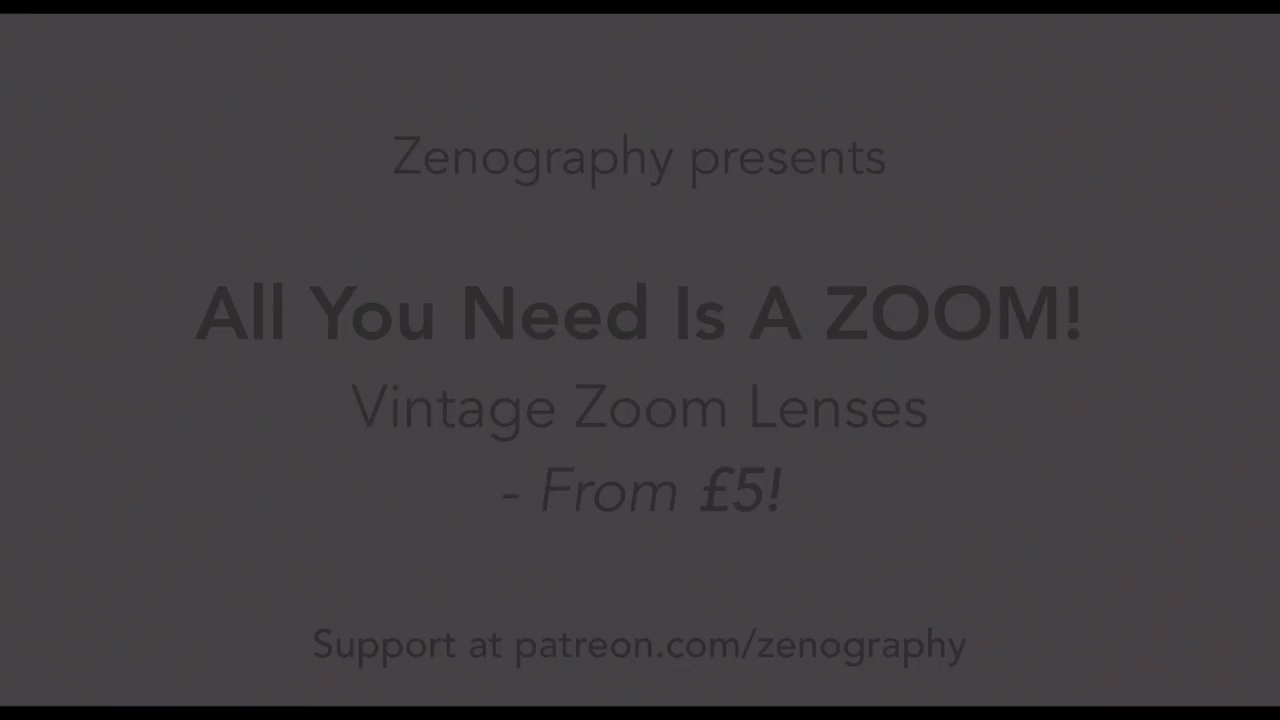 Zenography presents
All You Need Is A ZOOM!
Vintage Zoom Lenses
- From £5!
Support at patreon.com/zenography